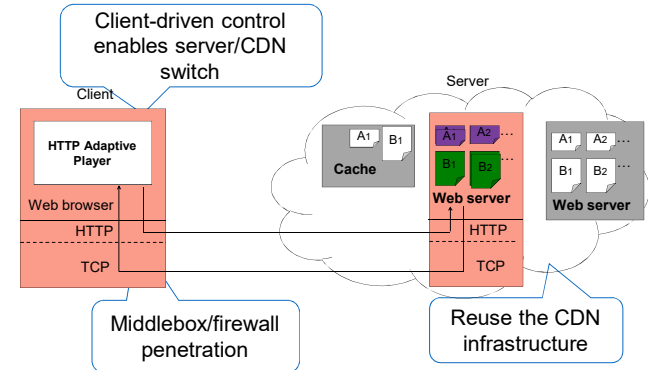 Client-driven control
enables server/CDN
switch
Client
HTTP Adaptive
Player
Web browser
HTTP
TCP
Middlebox/firewall
penetration
Server
A1
B1
Cache
A1
A2
...
B1
B2
...
Web server
HTTP
TCP
A1
A2
...
B1
B2
...
Web server
Reuse the CDN
infrastructure